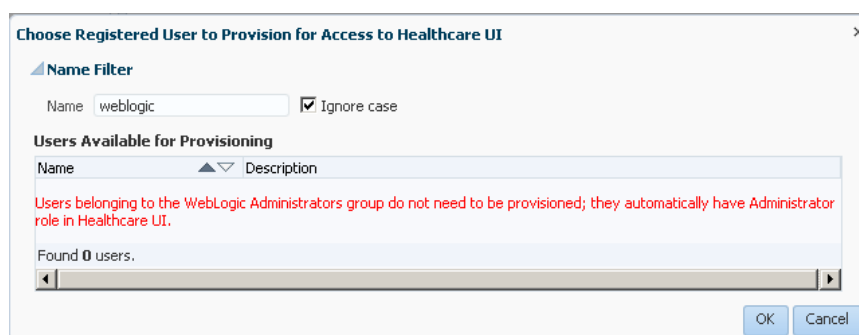 Choose Registered User to Provision for Access to Healthcare UI
Name Filter
Name weblogic Ignore case
Users Available for Provisioning
Name Description
Users belonging to the WebLogic Administrators group do not need to be provisioned; they automatically have Administrator
role in Healthcare UI.
Found 0 users.
OK Cancel